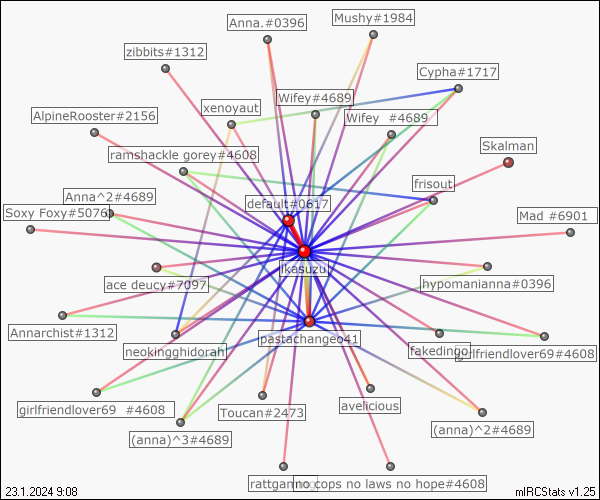 Mushy#1984
Anna.#0396
zibbits#1312
Cypha#1717
Wifey#4689
xenoyaut
AlpineRooster#2156
Wifey  #4689
Skalman
ramshackle gorey#4608
frisout
Anna^2#4689
default#0617
Soxy Foxy#5076
Mad #6901
ikasuzu
ace deucy#7097
hypomanianna#0396
Annarchist#1312
pastachangeo41
neokingghidorah
fakedingo
girlfriendlover69#4608
girlfriendlover69  #4608
Toucan#2473
avelicious
(anna)^3#4689
(anna)^2#4689
no cops no laws no hope#4608
23.1.2024 9:08
mIRCStats v1.25